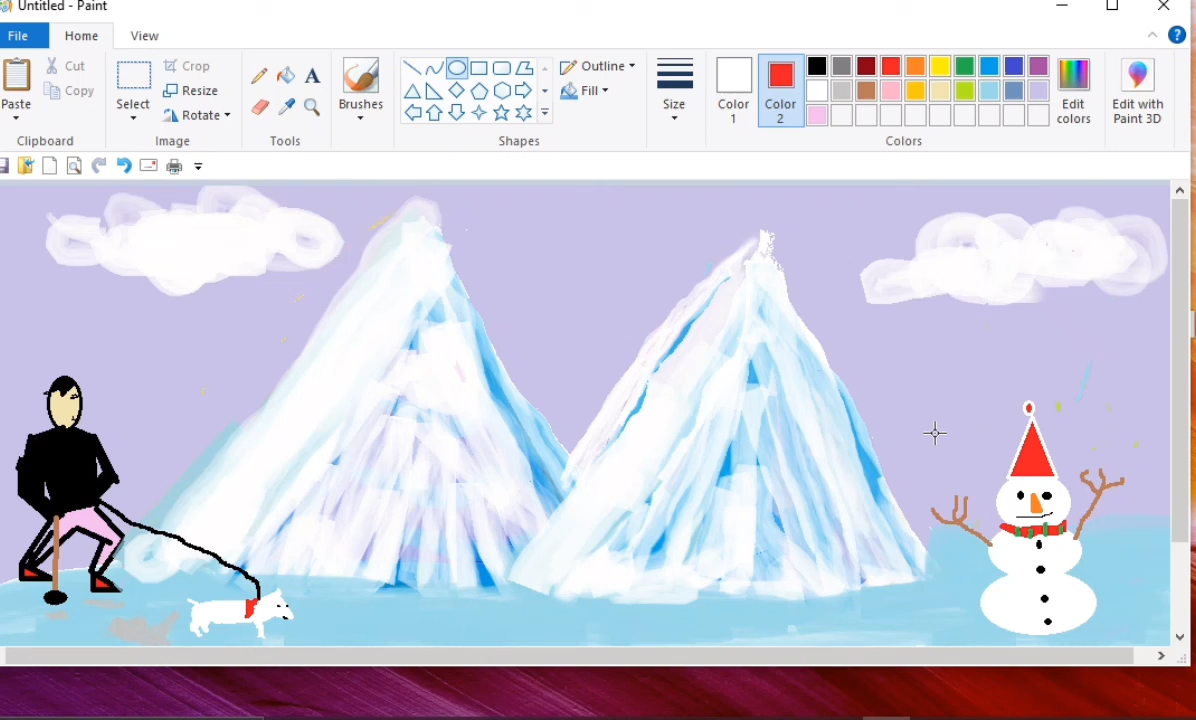 Untitled - Paint
File Home View
Cut
Copy
Paste
Clipboard
Select
Crop
Resize
Rotate
Image
A
Tools
Brushes
Shapes
Outline
Fill
Size
Color 1
Color 2
Edit colors
Colors
Edit with Paint 3D
?